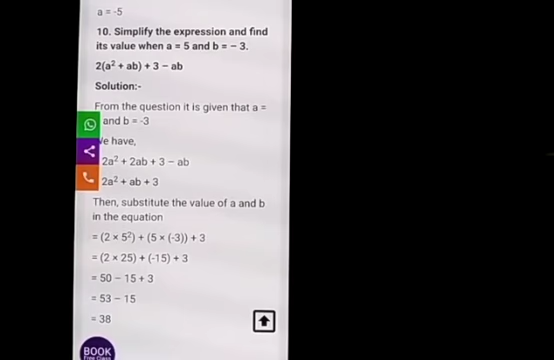 a = -5
10. Simplify the expression and find
its value when a = 5 and b = – 3.
2(a² + ab) + 3 – ab
Solution:-
From the question it is given that a =
and b = -3
We have,
2a² + 2ab + 3 – ab
2a² + ab + 3
Then, substitute the value of a and b
in the equation
= (2 × 5²) + (5 × (-3)) + 3
= (2 × 25) + (-15) + 3
= 50 – 15 + 3
= 53 – 15
= 38
BOOK
Free Class